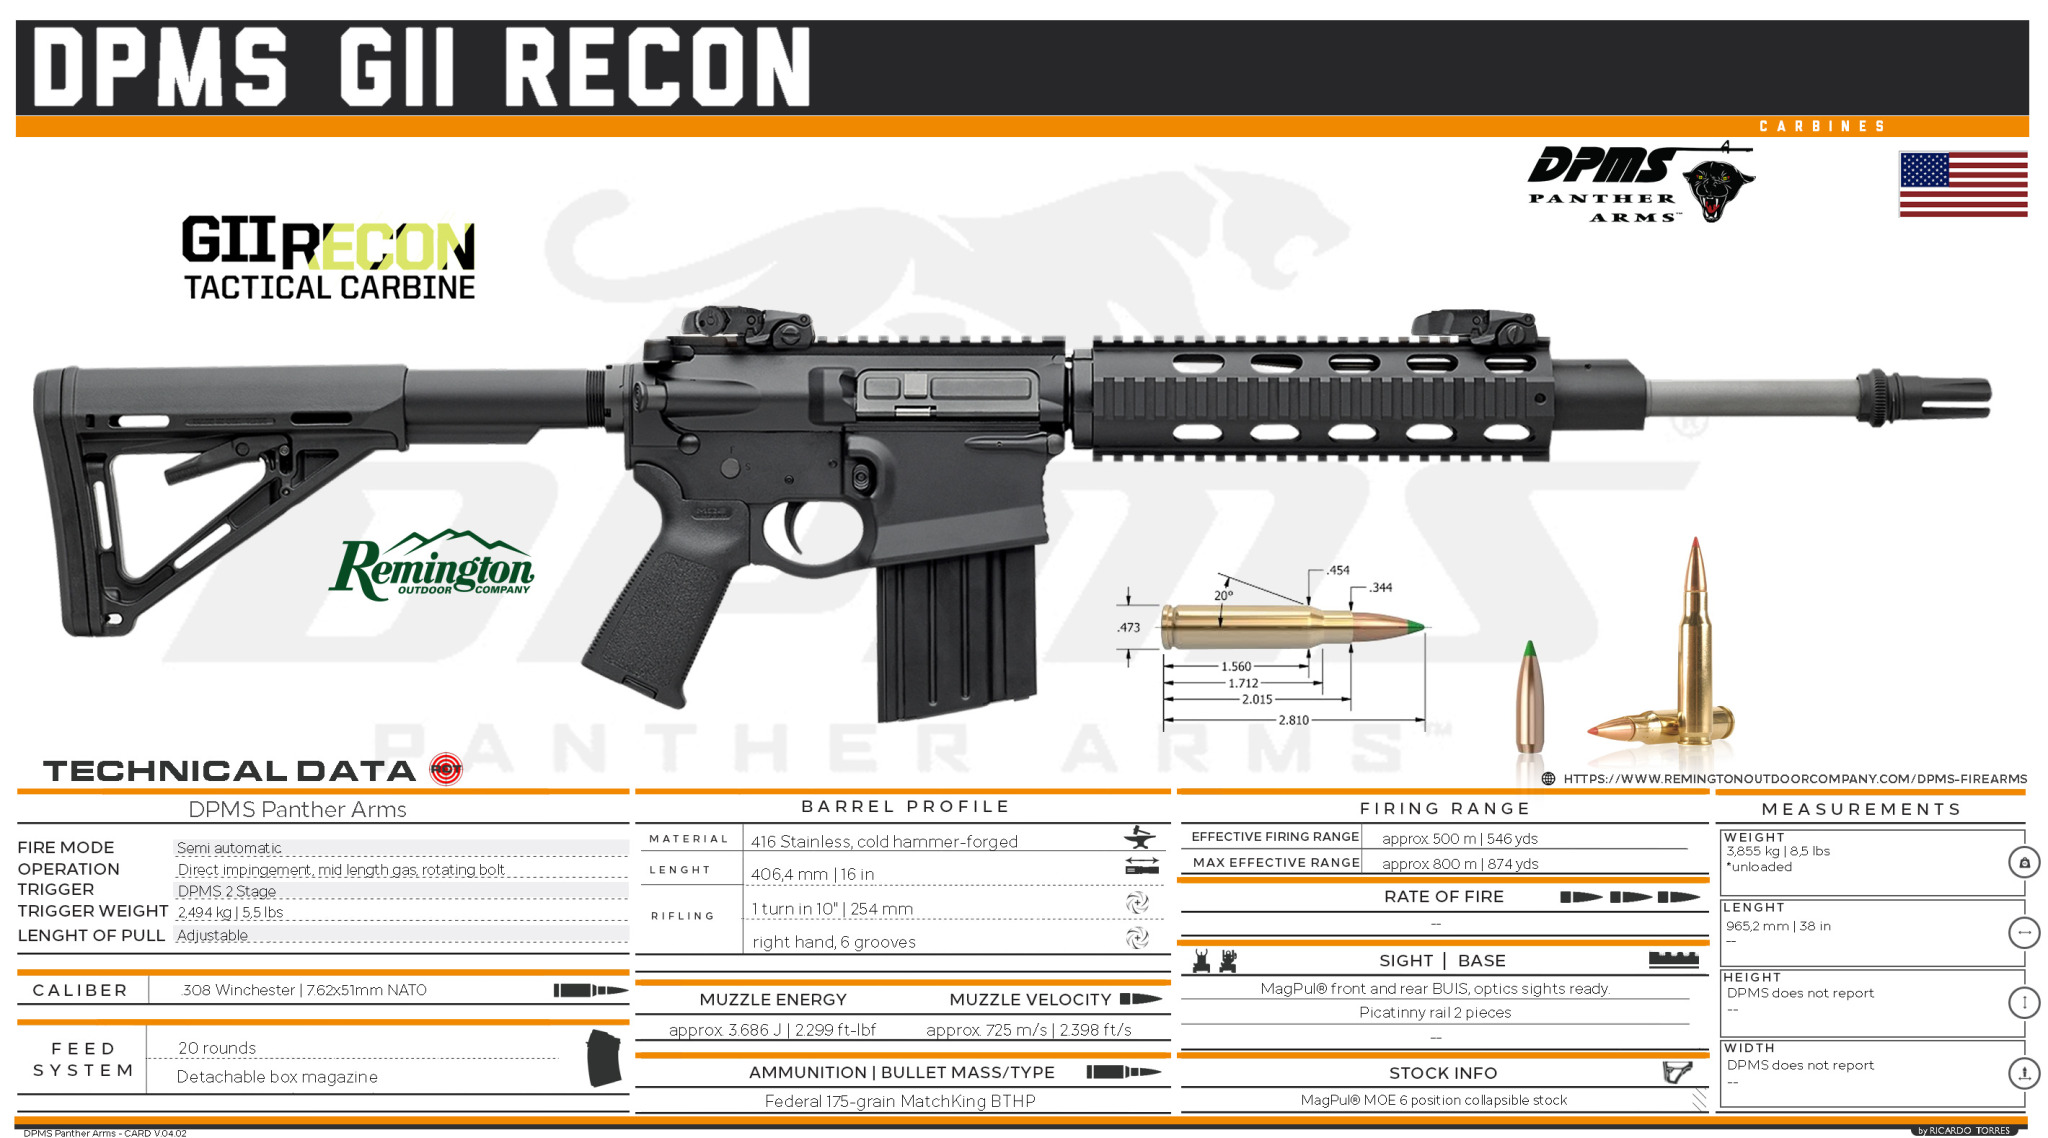 DPMS GII RECON
CARBINES
DPMS
PANTHER
ARMS™
GII RECON
TACTICAL CARBINE
Remington
OUTDOOR COMPANY
DPMS
PANTHER ARMS™
®
.454
.344
20°
.473
1.560
1.712
2.015
2.810
TECHNICAL DATA
HTTPS://WWW.REMINGTONOUTDOORCOMPANY.COM/DPMS-FIREARMS
DPMS Panther Arms
FIRE MODE Semi automatic
OPERATION Direct impingement, mid length gas, rotating bolt
TRIGGER DPMS 2 Stage
TRIGGER WEIGHT 2,494 kg | 5,5 lbs
LENGHT OF PULL Adjustable
CALIBER .308 Winchester | 7.62x51mm NATO
FEED SYSTEM
20 rounds
Detachable box magazine
BARREL PROFILE
MATERIAL 416 Stainless, cold hammer-forged
LENGHT 406,4 mm | 16 in
RIFLING
1 turn in 10" | 254 mm
right hand, 6 grooves
MUZZLE ENERGY MUZZLE VELOCITY
approx. 3.686 J | 2.299 ft-lbf approx. 725 m/s | 2.398 ft/s
AMMUNITION | BULLET MASS/TYPE
Federal 175-grain MatchKing BTHP
FIRING RANGE
EFFECTIVE FIRING RANGE approx 500 m | 546 yds
MAX EFFECTIVE RANGE approx 800 m | 874 yds
RATE OF FIRE
--
SIGHT | BASE
MagPul® front and rear BUIS, optics sights ready.
Picatinny rail 2 pieces
--
STOCK INFO
MagPul® MOE 6 position collapsible stock
MEASUREMENTS
WEIGHT
3,855 kg | 8,5 lbs
*unloaded
LENGHT
965,2 mm | 38 in
--
HEIGHT
DPMS does not report
--
WIDTH
DPMS does not report
--
DPMS Panther Arms - CARD V.04.02
by RICARDO TORRES